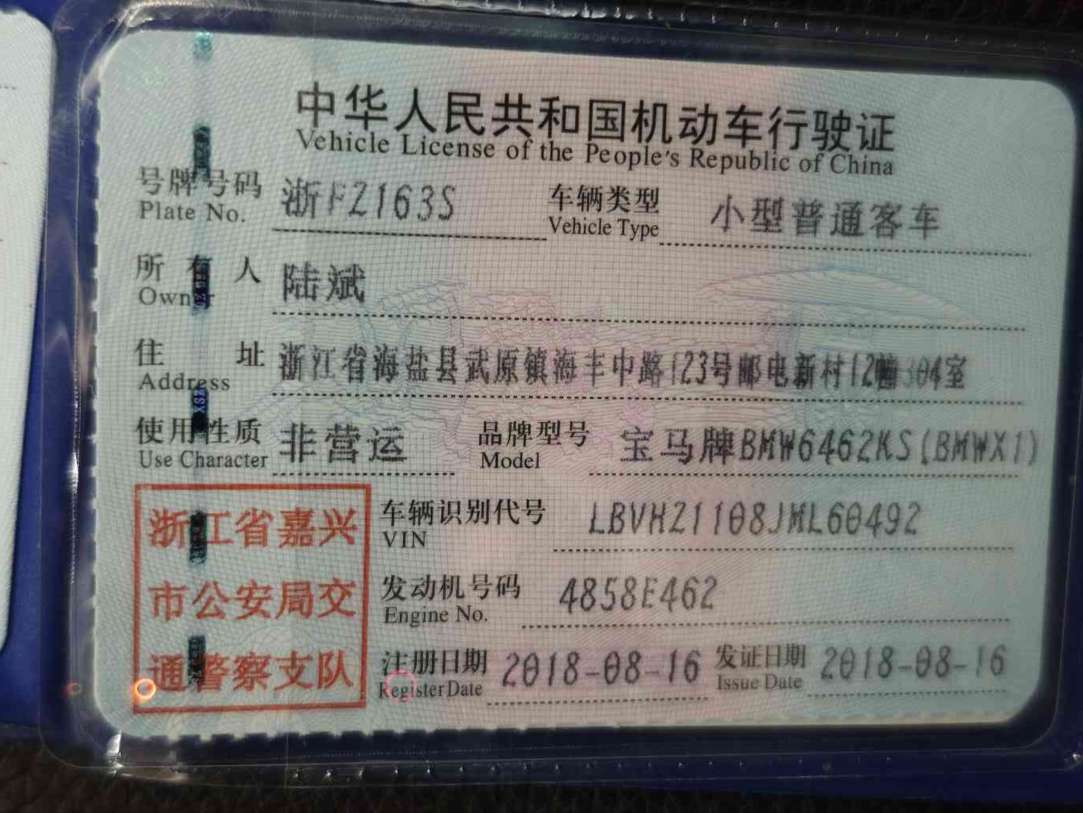 中华人民共和国机动车行驶证
Vehicle License of the People's Republic of China
号牌号码 浙FZ163S 车辆类型 小型普通客车
Plate No. Vehicle Type
所有人 陆斌
Owner
住址 浙江省海盐县武原镇海丰中路123号邮电新村12幢304室
Address
使用性质 非营运 品牌型号 宝马牌BMW6462KS(BMWX1)
Use Character Model
浙江省嘉兴
市公安局交
通警察支队
车辆识别代号 LBVHZ1108JML60492
VIN
发动机号码 4858E462
Engine No.
注册日期 2018-08-16 发证日期 2018-08-16
Register Date Issue Date